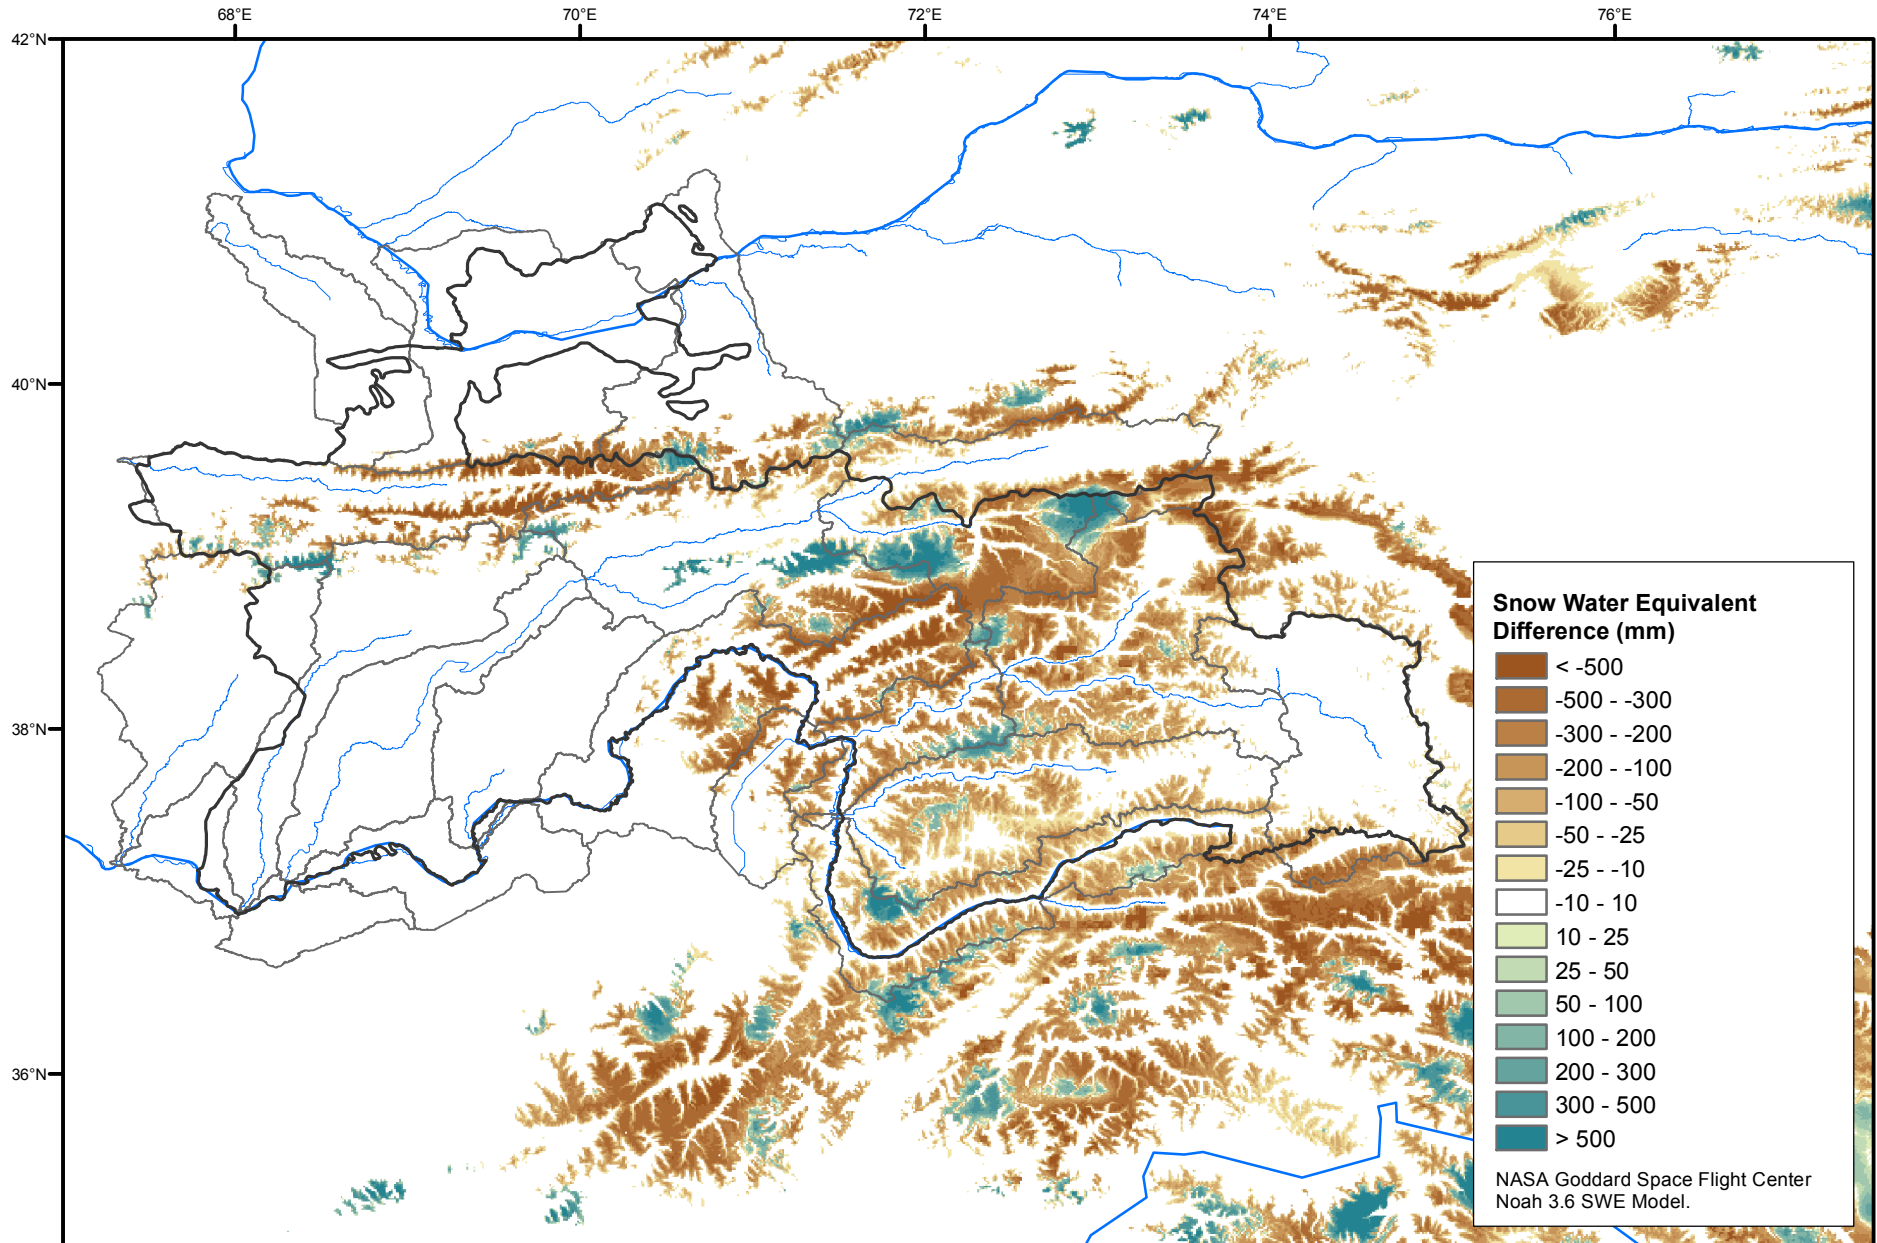 68°E
70°E
72°E
74°E
76°E
42°N
40°N
38°N
36°N
Snow Water Equivalent
Difference (mm)
< -500
-500 - -300
-300 - -200
-200 - -100
-100 - -50
-50 - -25
-25 - -10
-10 - 10
10 - 25
25 - 50
50 - 100
100 - 200
200 - 300
300 - 500
> 500
NASA Goddard Space Flight Center
Noah 3.6 SWE Model.